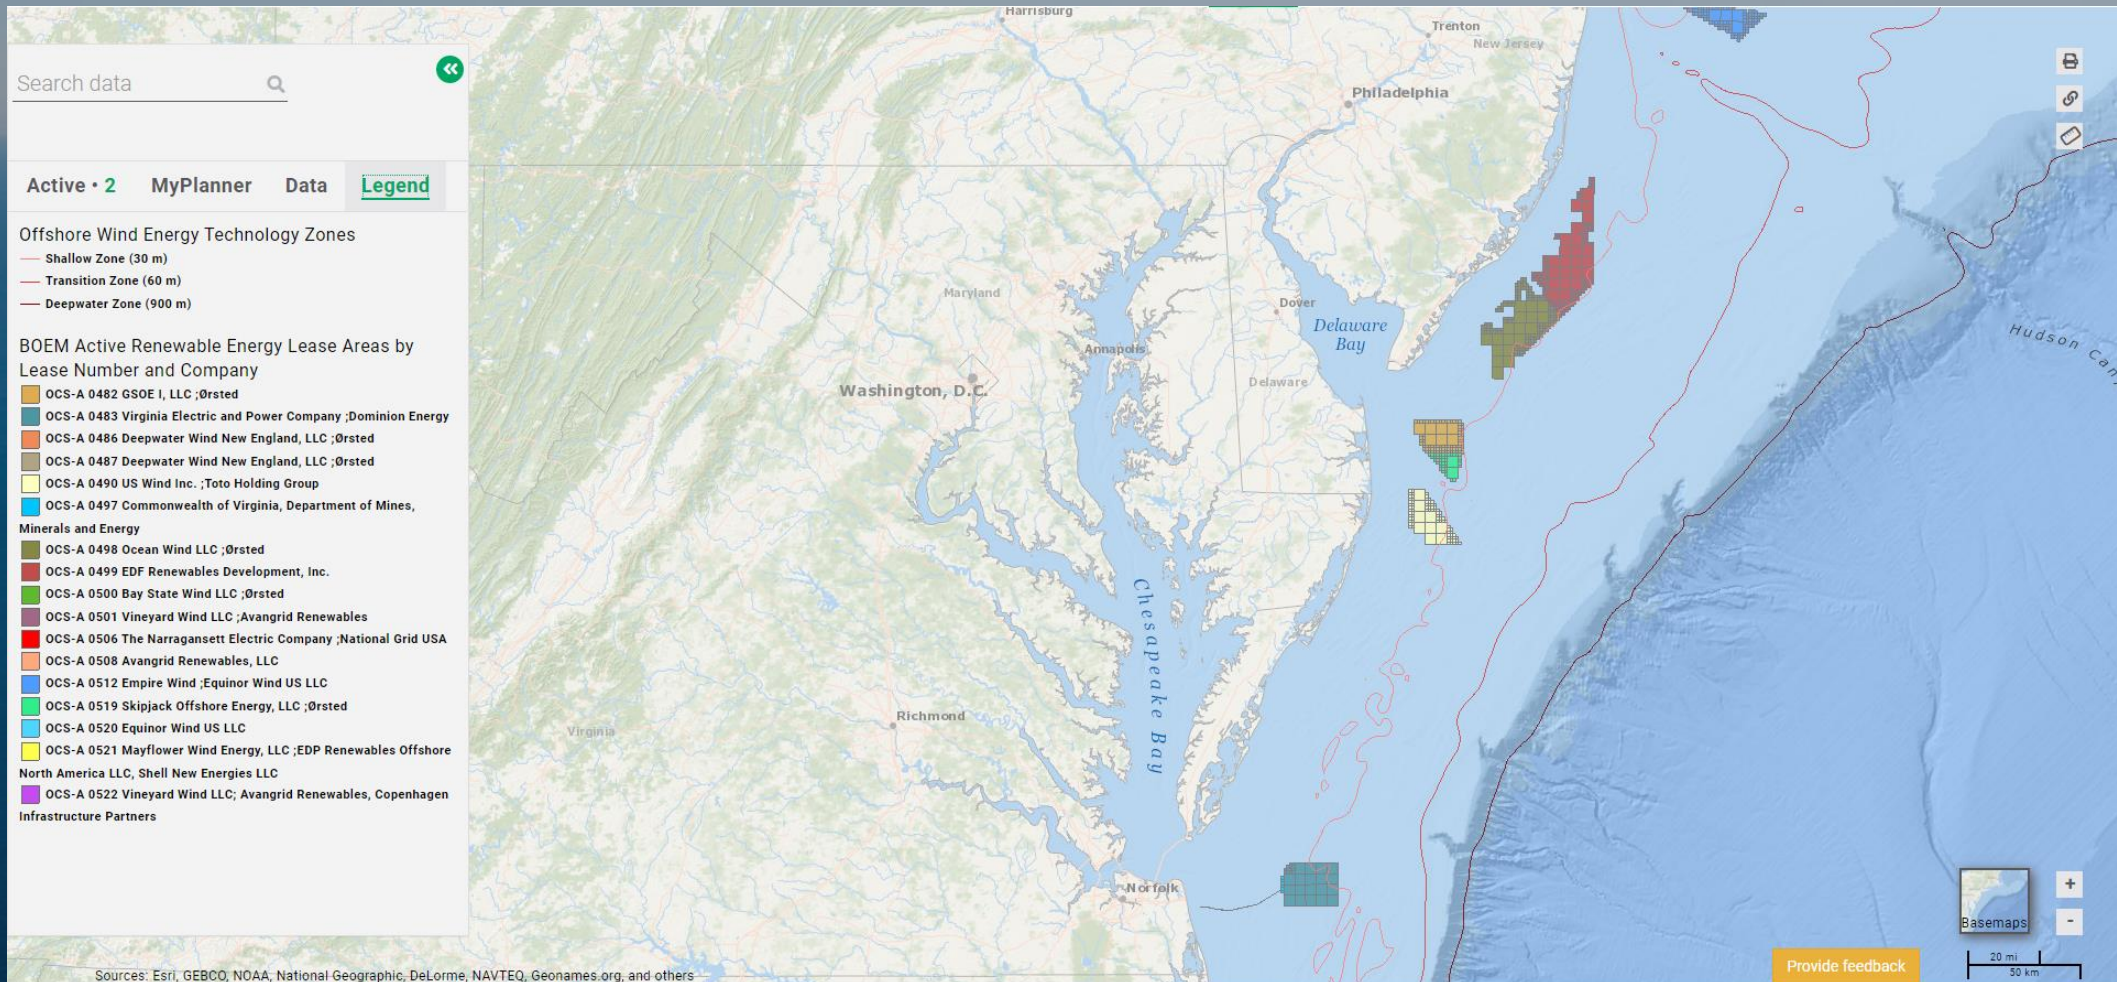 Search data
Active • 2 MyPlanner Data Legend
Offshore Wind Energy Technology Zones
Shallow Zone (30 m)
Transition Zone (60 m)
Deepwater Zone (900 m)
BOEM Active Renewable Energy Lease Areas by
Lease Number and Company
OCS-A 0482 GSOE I, LLC ;Ørsted
OCS-A 0483 Virginia Electric and Power Company ;Dominion Energy
OCS-A 0486 Deepwater Wind New England, LLC ;Ørsted
OCS-A 0487 Deepwater Wind New England, LLC ;Ørsted
OCS-A 0490 US Wind Inc. ;Toto Holding Group
OCS-A 0497 Commonwealth of Virginia, Department of Mines,
Minerals and Energy
OCS-A 0498 Ocean Wind LLC ;Ørsted
OCS-A 0499 EDF Renewables Development, Inc.
OCS-A 0500 Bay State Wind LLC ;Ørsted
OCS-A 0501 Vineyard Wind LLC ;Avangrid Renewables
OCS-A 0506 The Narragansett Electric Company ;National Grid USA
OCS-A 0508 Avangrid Renewables, LLC
OCS-A 0512 Empire Wind ;Equinor Wind US LLC
OCS-A 0519 Skipjack Offshore Energy, LLC ;Ørsted
OCS-A 0520 Equinor Wind US LLC
OCS-A 0521 Mayflower Wind Energy, LLC ;EDP Renewables Offshore
North America LLC, Shell New Energies LLC
OCS-A 0522 Vineyard Wind LLC; Avangrid Renewables, Copenhagen
Infrastructure Partners
Harrisburg
Trenton
New Jersey
Philadelphia
Maryland
Dover
Delaware
Bay
Annapolis
Delaware
Washington, D.C.
Hudson
Chesapeake Bay
Richmond
Virginia
Norfolk
Basemaps
+
-
Provide feedback
20 mi
50 km
Sources: Esri, GEBCO, NOAA, National Geographic, DeLorme, NAVTEQ, Geonames.org, and others